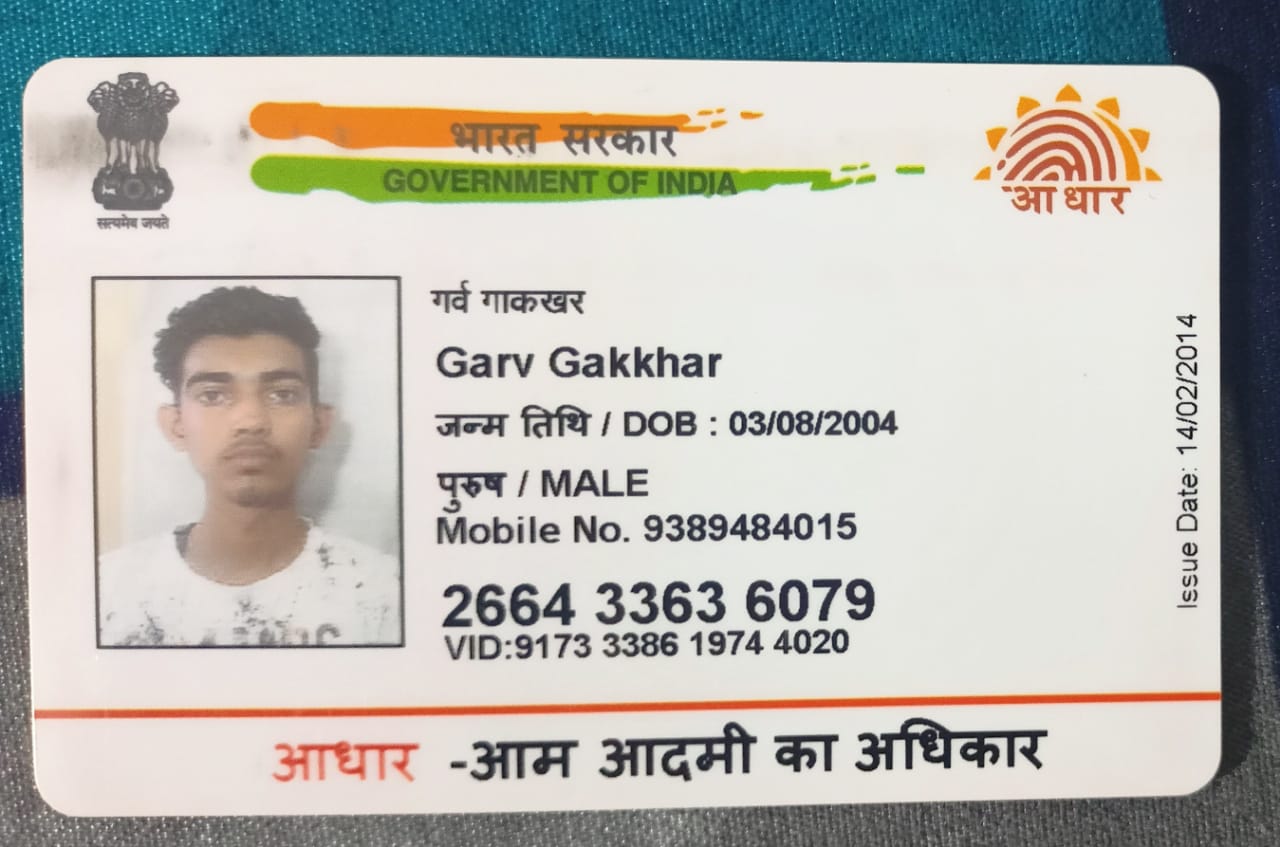 भारत सरकार
GOVERNMENT OF INDIA
सत्यमेव जयते
आधार
गर्व गाकखर
Garv Gakkhar
जन्म तिथि / DOB : 03/08/2004
पुरुष / MALE
Mobile No. 9389484015
2664 3363 6079
VID:9173 3386 1974 4020
Issue Date: 14/02/2014
आधार -आम आदमी का अधिकार